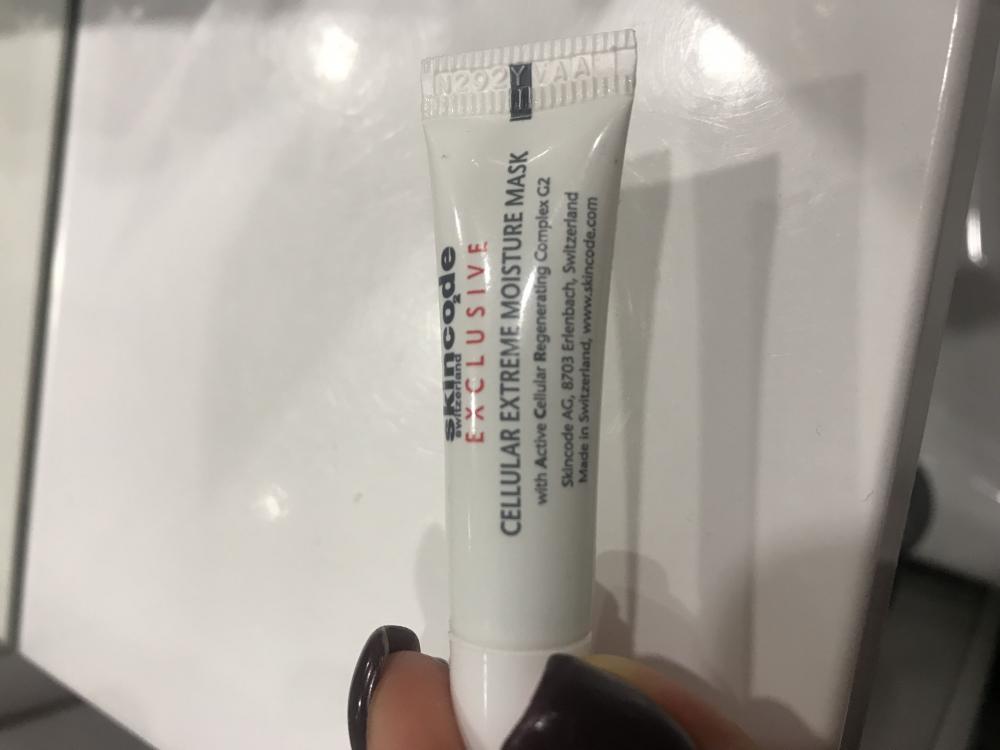 N292Y VAA
skincode
2
switzerland
EXCLUSIVE
CELLULAR EXTREME MOISTURE MASK
with Active Cellular Regenerating Complex G2
Skincode AG, 8703 Erlenbach, Switzerland
Made in Switzerland, www.skincode.com